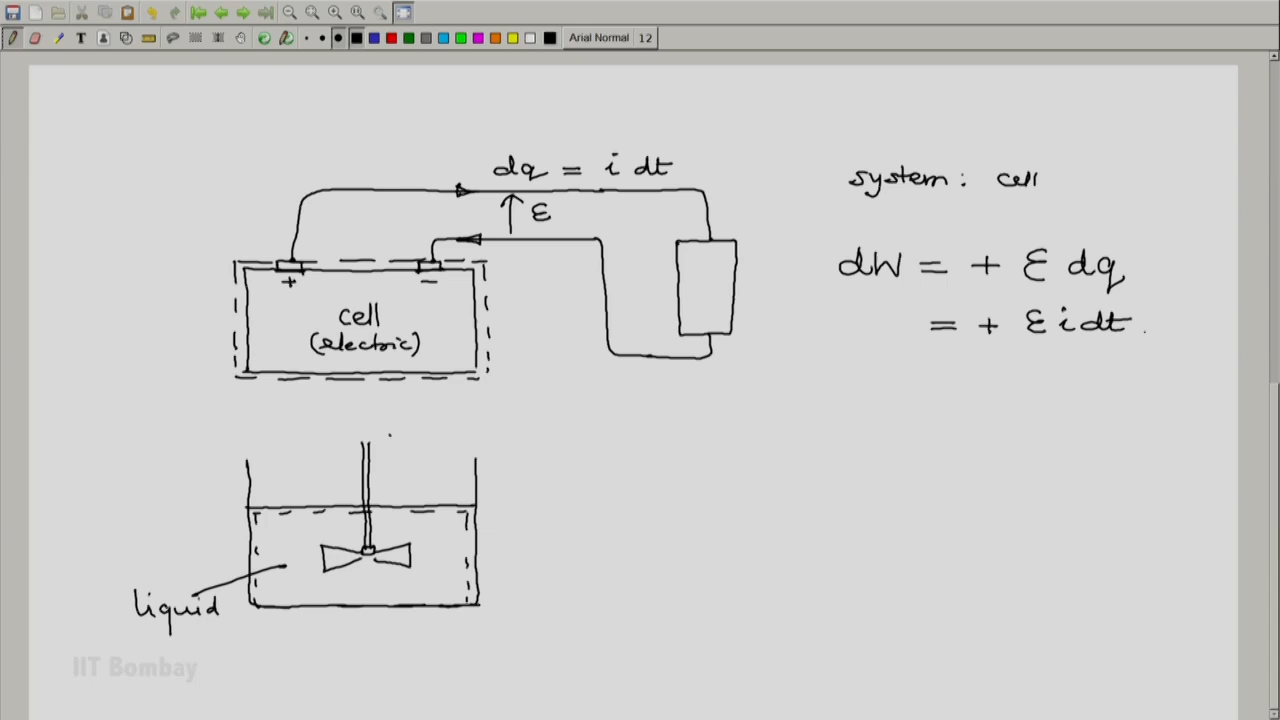 Arial Normal 12
dq = i dt
system: cell
ε
dW = + ε dq
= + ε i dt
+ −
cell
(electric)
liquid
IIT Bombay